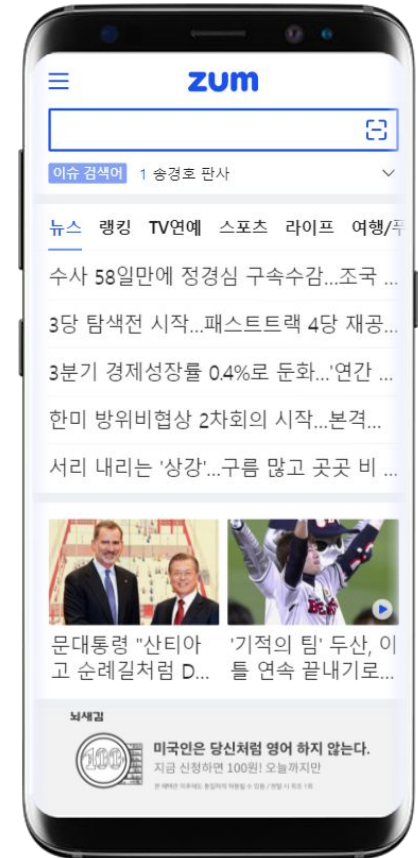 zum
이슈 검색어 1 송경호 판사
뉴스 랭킹 TV연예 스포츠 라이프 여행/푸
수사 58일만에 정경심 구속수감...조국 ...
3당 탐색전 시작...패스트트랙 4당 재공...
3분기 경제성장률 0.4%로 둔화...'연간 ...
한미 방위비협상 2차회의 시작...본격...
서리 내리는 '상강'...구름 많고 곳곳 비 ...
문대통령 "산티아
고 순례길처럼 D...
'기적의 팀' 두산, 이
틀 연속 끝내기로...
뇌새김
100
미국인은 당신처럼 영어 하지 않는다.
지금 신청하면 100원! 오늘까지만